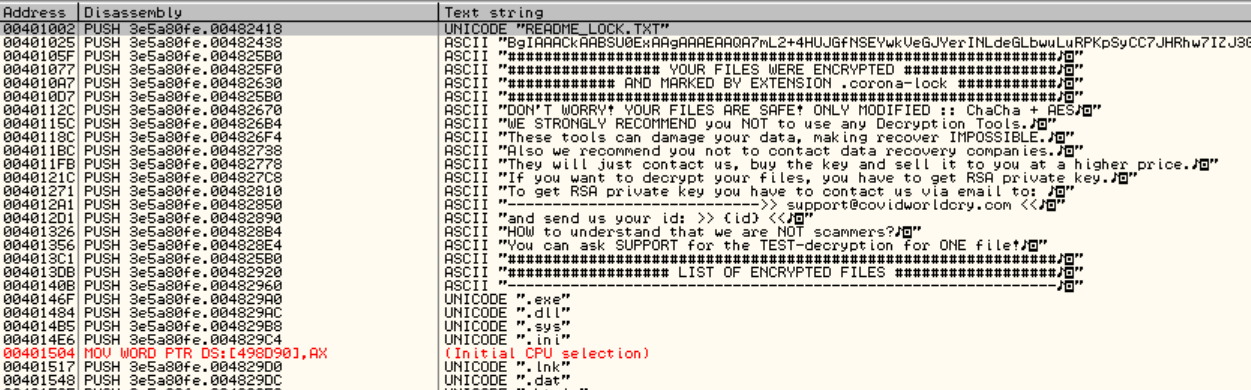 Address Disassembly Text string
00401002 PUSH 3e5a80fe.00482418 UNICODE "README_LOCK.TXT"
00401025 PUSH 3e5a80fe.00482438 ASCII
0040105F PUSH 3e5a80fe.004825B0 ASCII "##############################################################♪◙"
00401077 PUSH 3e5a80fe.004825F0 ASCII "################# YOUR FILES WERE ENCRYPTED #################♪◙"
004010A7 PUSH 3e5a80fe.00482630 ASCII "############ AND MARKED BY EXTENSION .corona-lock ###########♪◙"
004010D7 PUSH 3e5a80fe.004825B0 ASCII "##############################################################♪◙"
0040112C PUSH 3e5a80fe.00482670 ASCII "DON'T WORRY! YOUR FILES ARE SAFE! ONLY MODIFIED :: ChaCha + AES♪◙"
0040115C PUSH 3e5a80fe.004826B4 ASCII "WE STRONGLY RECOMMEND you NOT to use any Decryption Tools.♪◙"
0040118C PUSH 3e5a80fe.004826F4 ASCII "These tools can damage your data, making recover IMPOSSIBLE.♪◙"
004011BC PUSH 3e5a80fe.00482738 ASCII "Also we recommend you not to contact data recovery companies.♪◙"
004011FB PUSH 3e5a80fe.00482778 ASCII "They will just contact us, buy the key and sell it to you at a higher price.♪◙"
0040121C PUSH 3e5a80fe.004827C8 ASCII "If you want to decrypt your files, you have to get RSA private key.♪◙"
00401271 PUSH 3e5a80fe.00482810 ASCII "To get RSA private key you have to contact us via email to: ♪◙"
004012A1 PUSH 3e5a80fe.00482850 ASCII "---------------------------->> support@covidworldcry.com <<♪◙"
004012D1 PUSH 3e5a80fe.00482890 ASCII "and send us your id: >> {id} <<♪◙"
00401326 PUSH 3e5a80fe.004828B4 ASCII "HOW to understand that we are NOT scammers?♪◙"
00401356 PUSH 3e5a80fe.004828E4 ASCII "You can ask SUPPORT for the TEST-decryption for ONE file!♪◙"
004013C1 PUSH 3e5a80fe.004825B0 ASCII "##############################################################♪◙"
004013DB PUSH 3e5a80fe.00482920 ASCII "################## LIST OF ENCRYPTED FILES ##################♪◙"
0040140B PUSH 3e5a80fe.00482960 ASCII "-------------------------------------------------------------♪◙"
0040146F PUSH 3e5a80fe.004829A0 UNICODE ".exe"
00401484 PUSH 3e5a80fe.004829AC UNICODE ".dll"
004014B5 PUSH 3e5a80fe.004829B8 UNICODE ".sys"
004014E6 PUSH 3e5a80fe.004829C4 UNICODE ".ini"
00401504 MOV WORD PTR DS:[498D90],AX (Initial CPU selection)
00401517 PUSH 3e5a80fe.004829D0 UNICODE ".lnk"
00401548 PUSH 3e5a80fe.004829DC UNICODE ".dat"